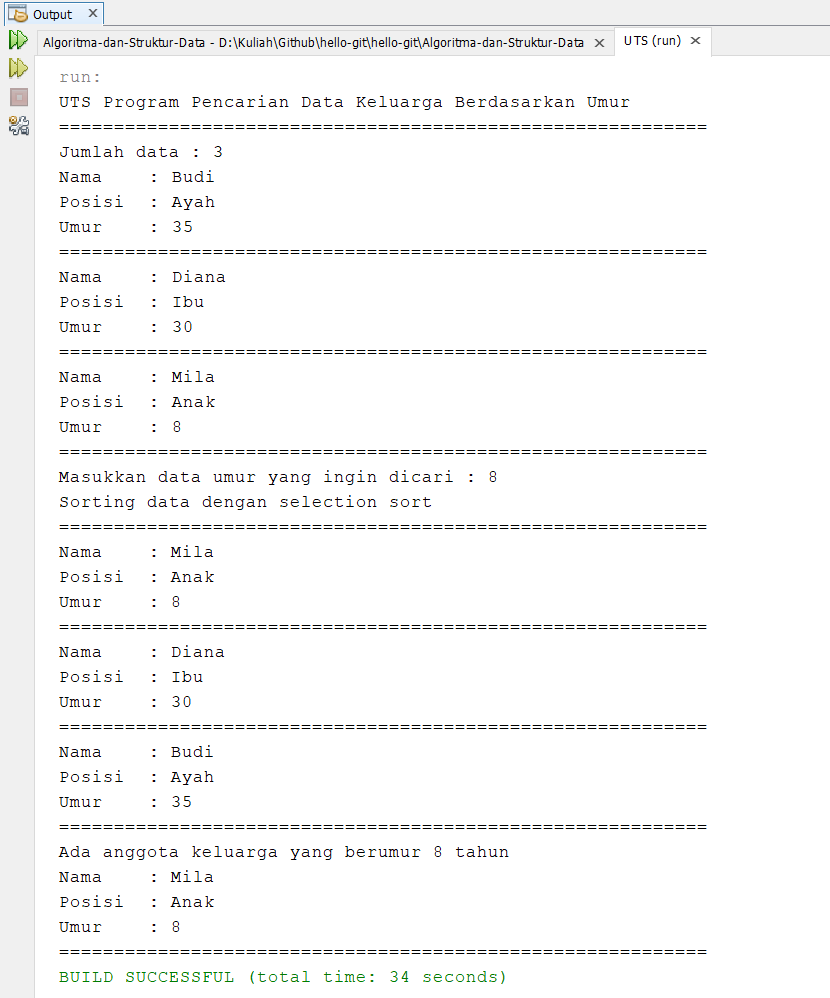 Output
Algoritma-dan-Struktur-Data - D:\Kuliah\Github\hello-git\hello-git\Algoritma-dan-Struktur-Data
UTS (run)
run:
UTS Program Pencarian Data Keluarga Berdasarkan Umur
===========================================================
Jumlah data : 3
Nama    : Budi
Posisi  : Ayah
Umur    : 35
===========================================================
Nama    : Diana
Posisi  : Ibu
Umur    : 30
===========================================================
Nama    : Mila
Posisi  : Anak
Umur    : 8
===========================================================
Masukkan data umur yang ingin dicari : 8
Sorting data dengan selection sort
===========================================================
Nama    : Mila
Posisi  : Anak
Umur    : 8
===========================================================
Nama    : Diana
Posisi  : Ibu
Umur    : 30
===========================================================
Nama    : Budi
Posisi  : Ayah
Umur    : 35
===========================================================
Ada anggota keluarga yang berumur 8 tahun
Nama    : Mila
Posisi  : Anak
Umur    : 8
===========================================================
BUILD SUCCESSFUL (total time: 34 seconds)